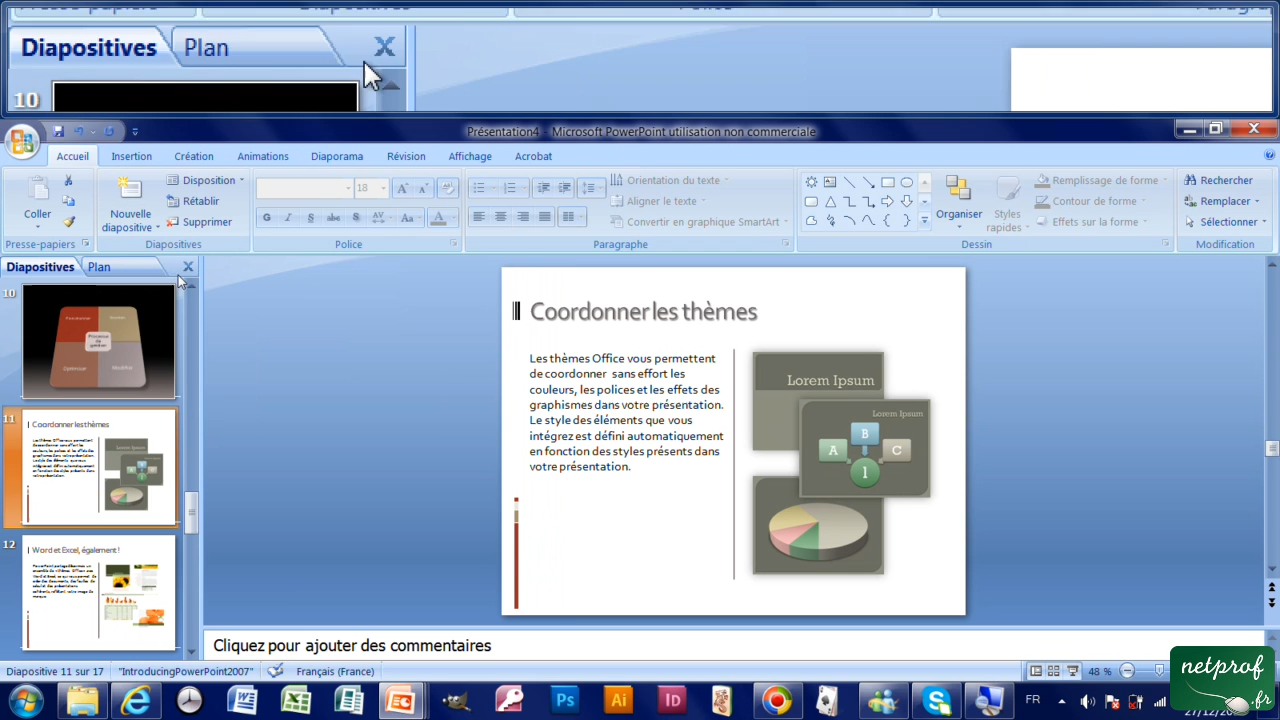 Diapositives Plan
10
Présentation4 - Microsoft PowerPoint utilisation non commerciale
Accueil Insertion Création Animations Diaporama Révision Affichage Acrobat
Coller
Presse-papiers
Nouvelle diapositive
Disposition
Rétablir
Supprimer
Diapositives
18
Police
Orientation du texte
Aligner le texte
Convertir en graphique SmartArt
Paragraphe
Organiser
Styles rapides
Remplissage de forme
Contour de forme
Effets sur la forme
Dessin
Rechercher
Remplacer
Sélectionner
Modification
Diapositives Plan
10
11
Coordonner les thèmes
12
Word et Excel, également !
Coordonner les thèmes
Les thèmes Office vous permettent
de coordonner sans effort les
couleurs, les polices et les effets des
graphismes dans votre présentation.
Le style des éléments que vous
intégrez est défini automatiquement
en fonction des styles présents dans
votre présentation.
Lorem Ipsum
Lorem Ipsum
B
A C
1
Cliquez pour ajouter des commentaires
Diapositive 11 sur 17 "IntroducingPowerPoint2007" Français (France) 48 %
FR
netprof.fr